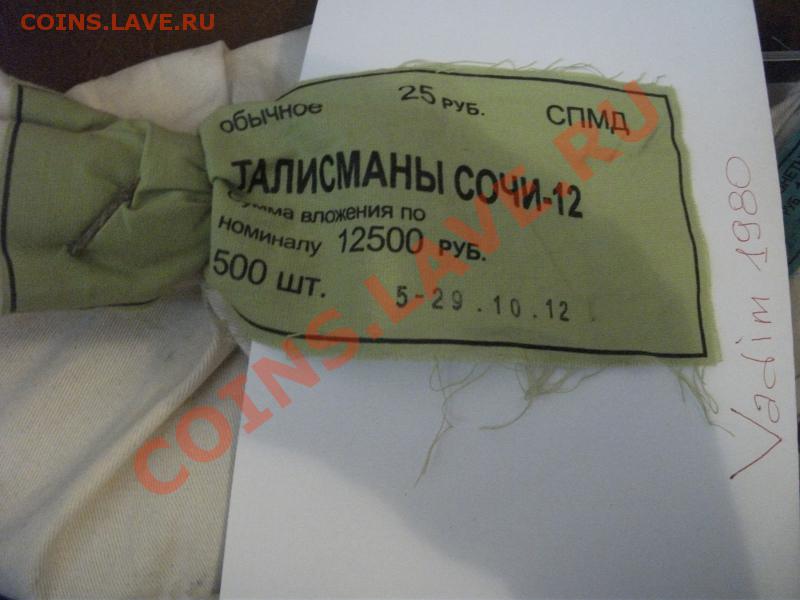 COINS.LAVE.RU
обычное 25 РУБ. СПМД
ТАЛИСМАНЫ СОЧИ-12
Сумма вложения по
номиналу 12500 РУБ.
500 шт.
5-29.10.12
Vadim 1980
COINS.LAVE.RU